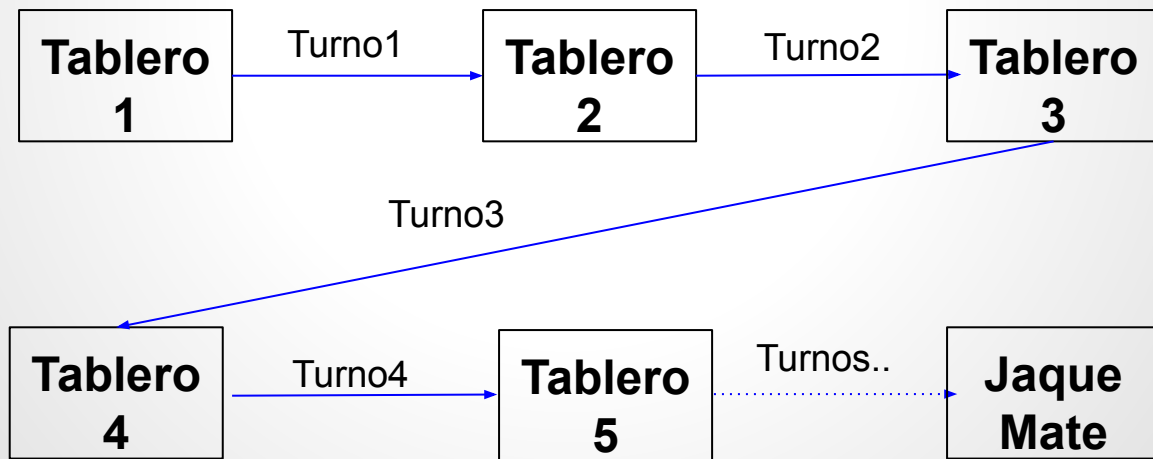 Tablero
1
Turno1
Tablero
2
Turno2
Tablero
3
Turno3
Tablero
4
Turno4
Tablero
5
Turnos..
Jaque
Mate